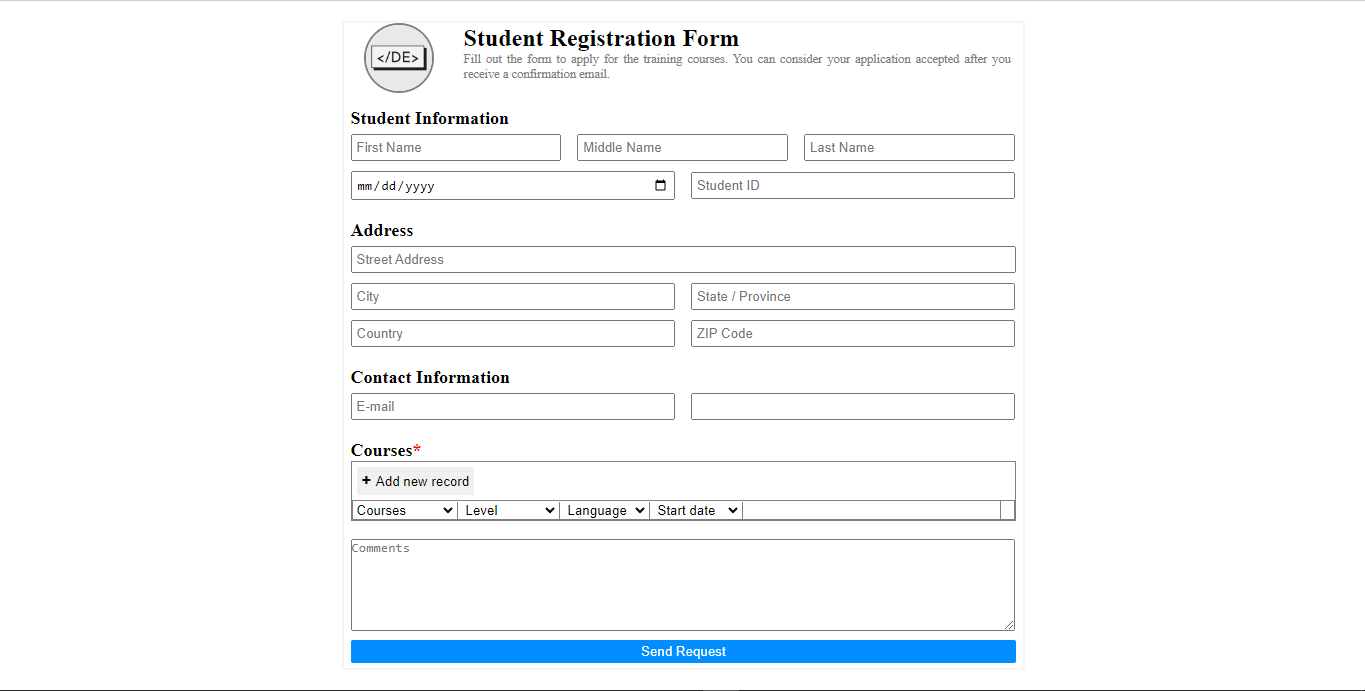 </DE>
Student Registration Form
Fill out the form to apply for the training courses. You can consider your application accepted after you
receive a confirmation email.
Student Information
First Name Middle Name Last Name
mm/dd/yyyy Student ID
Address
Street Address
City State / Province
Country ZIP Code
Contact Information
E-mail
Courses*
+ Add new record
Courses Level Language Start date
Comments
Send Request